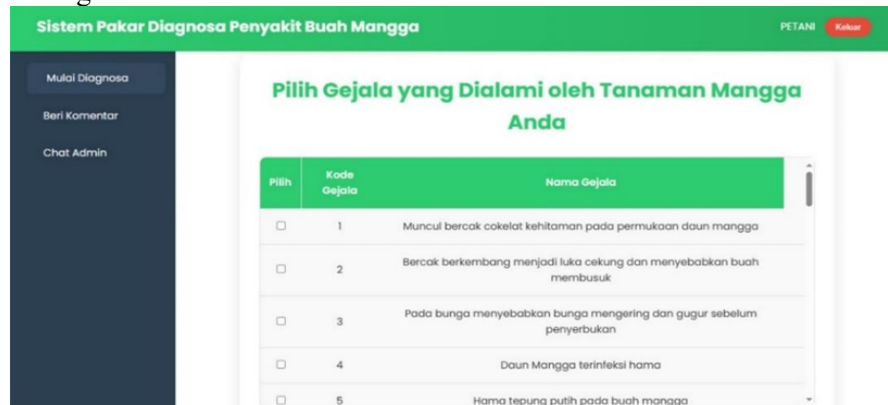 Sistem Pakar Diagnosa Penyakit Buah Mangga
PETANI
Keluar
Mulai Diagnosa
Beri Komentar
Chat Admin
Pilih Gejala yang Dialami oleh Tanaman Mangga
Anda
Pilih
Kode
Gejala
Nama Gejala
1 Muncul bercak cokelat kehitaman pada permukaan daun mangga
2 Bercak berkembang menjadi luka cekung dan menyebabkan buah
membusuk
3 Pada bunga menyebabkan bunga mengering dan gugur sebelum
penyerbukan
4 Daun Mangga terinfeksi hama
5 Hama tepung putih pada buah mangga